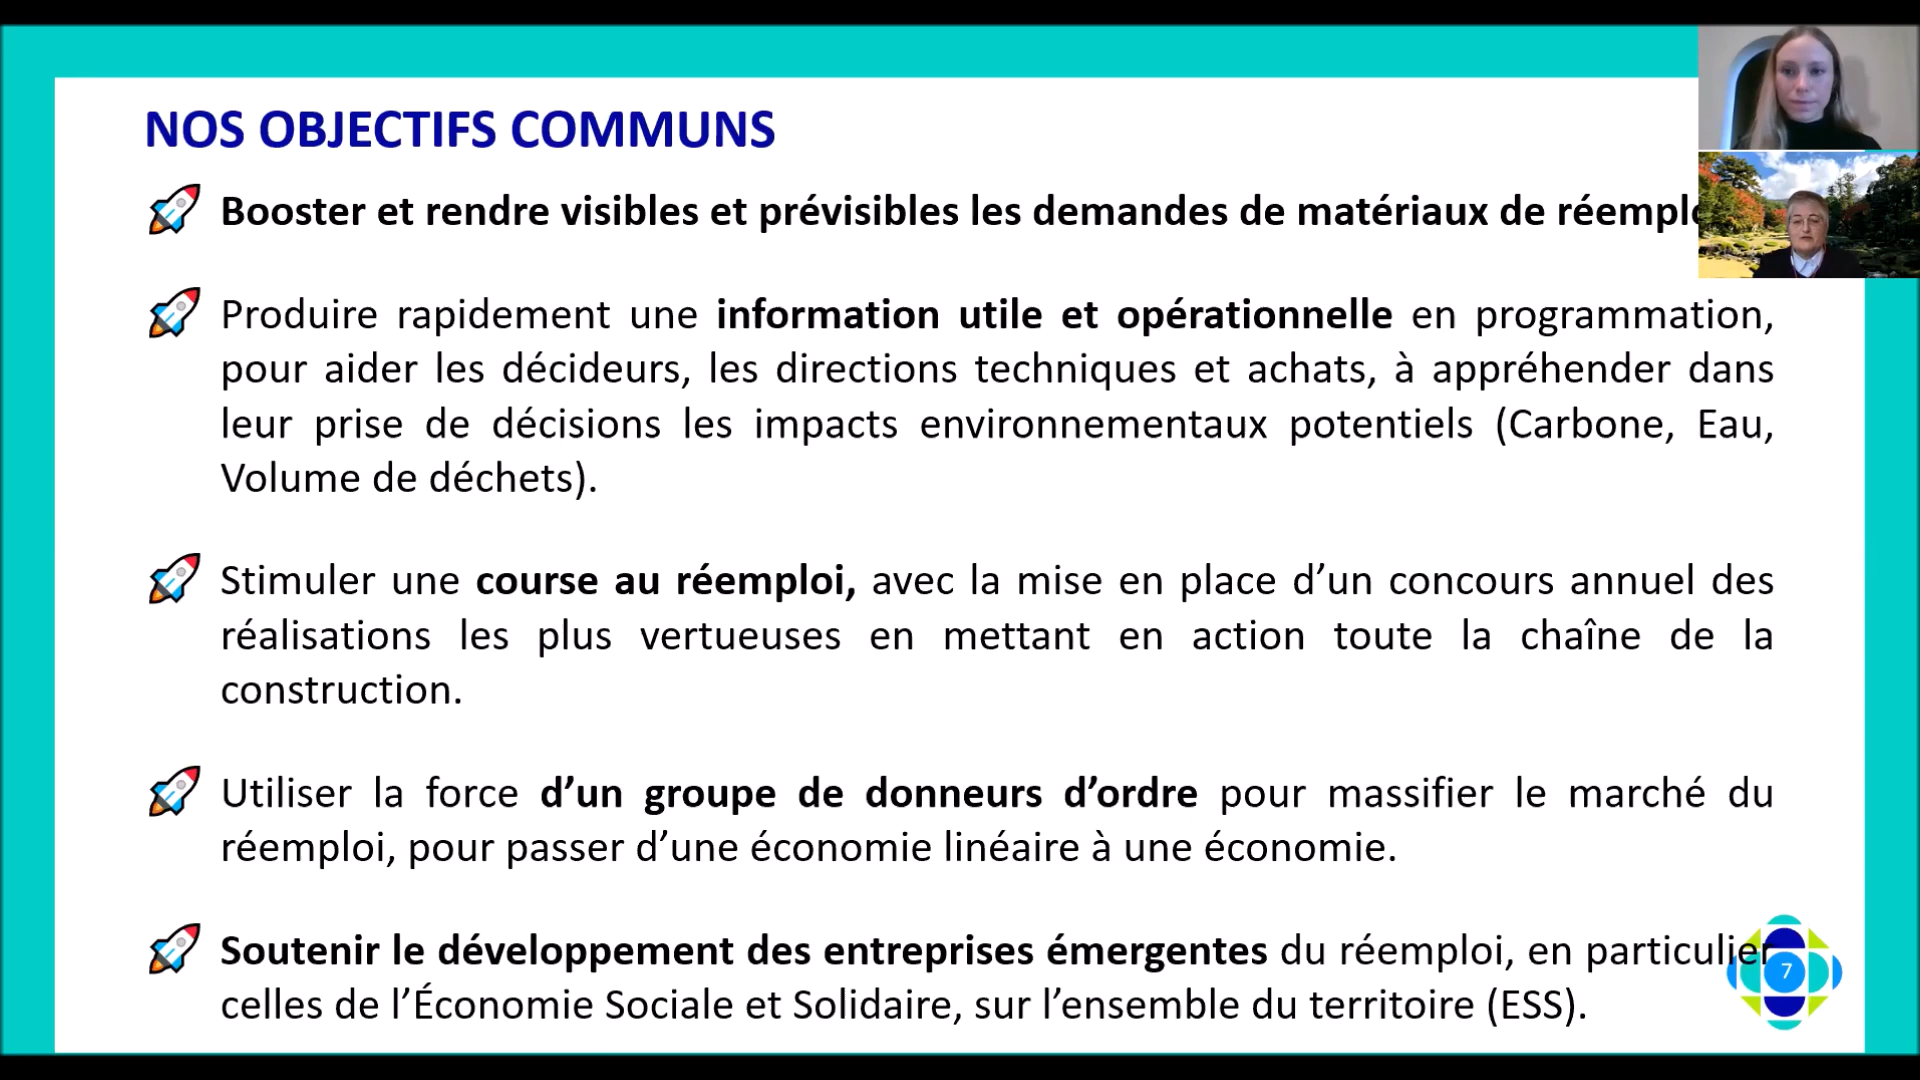 NOS OBJECTIFS COMMUNS
Booster et rendre visibles et prévisibles les demandes de matériaux de
Produire rapidement une information utile et opérationnelle en programmation,
pour aider les décideurs, les directions techniques et achats, à appréhender dans
leur prise de décisions les impacts environnementaux potentiels (Carbone, Eau,
Volume de déchets).
Stimuler une course au réemploi, avec la mise en place d’un concours annuel des
réalisations les plus vertueuses en mettant en action toute la chaîne de la
construction.
Utiliser la force d’un groupe de donneurs d’ordre pour massifier le marché du
réemploi, pour passer d’une économie linéaire à une économie.
Soutenir le développement des entreprises émergentes du réemploi, en particulier
celles de l’Économie Sociale et Solidaire, sur l’ensemble du territoire (ESS).
7